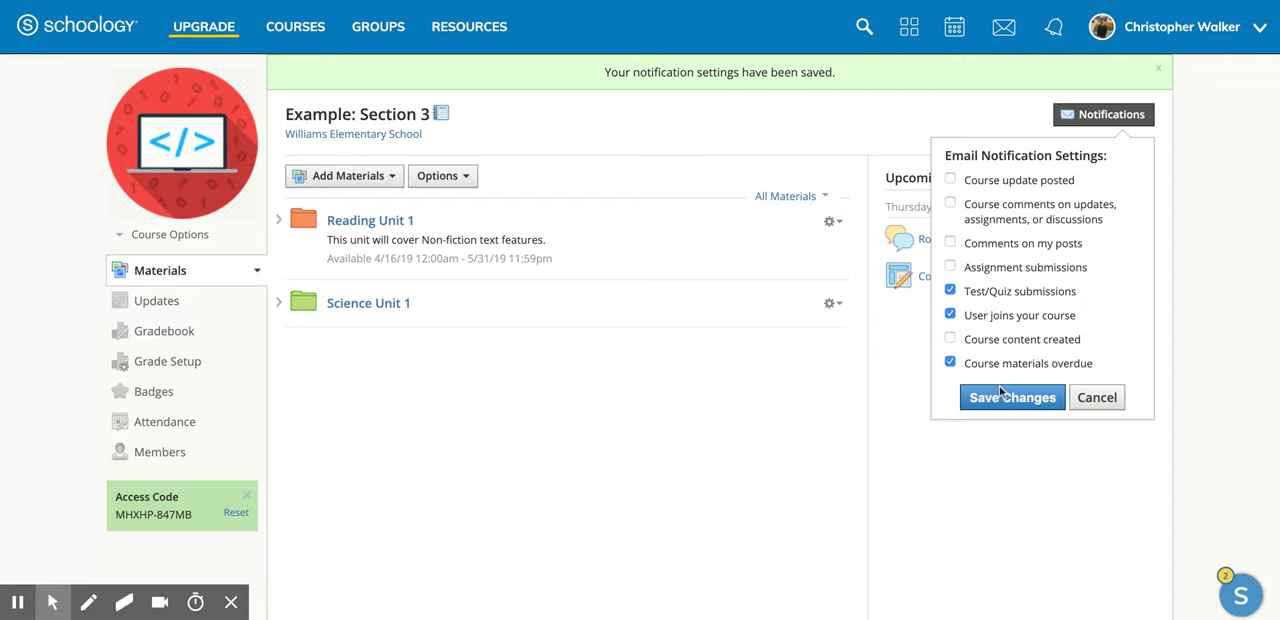 schoology
UPGRADE
COURSES
GROUPS
RESOURCES
Christopher Walker
Your notification settings have been saved.
x
Example: Section 3
Williams Elementary School
Notifications
Add Materials
Options
All Materials
Reading Unit 1
This unit will cover Non-fiction text features.
Available 4/16/19 12:00am - 5/31/19 11:59pm
Science Unit 1
Upcomi
Thursday
Ro
Co
Email Notification Settings:
Course update posted
Course comments on updates,
assignments, or discussions
Comments on my posts
Assignment submissions
Test/Quiz submissions
User joins your course
Course content created
Course materials overdue
Save Changes
Cancel
</>
Course Options
Materials
Updates
Gradebook
Grade Setup
Badges
Attendance
Members
Access Code
MHXHP-847MB
Reset
2
S